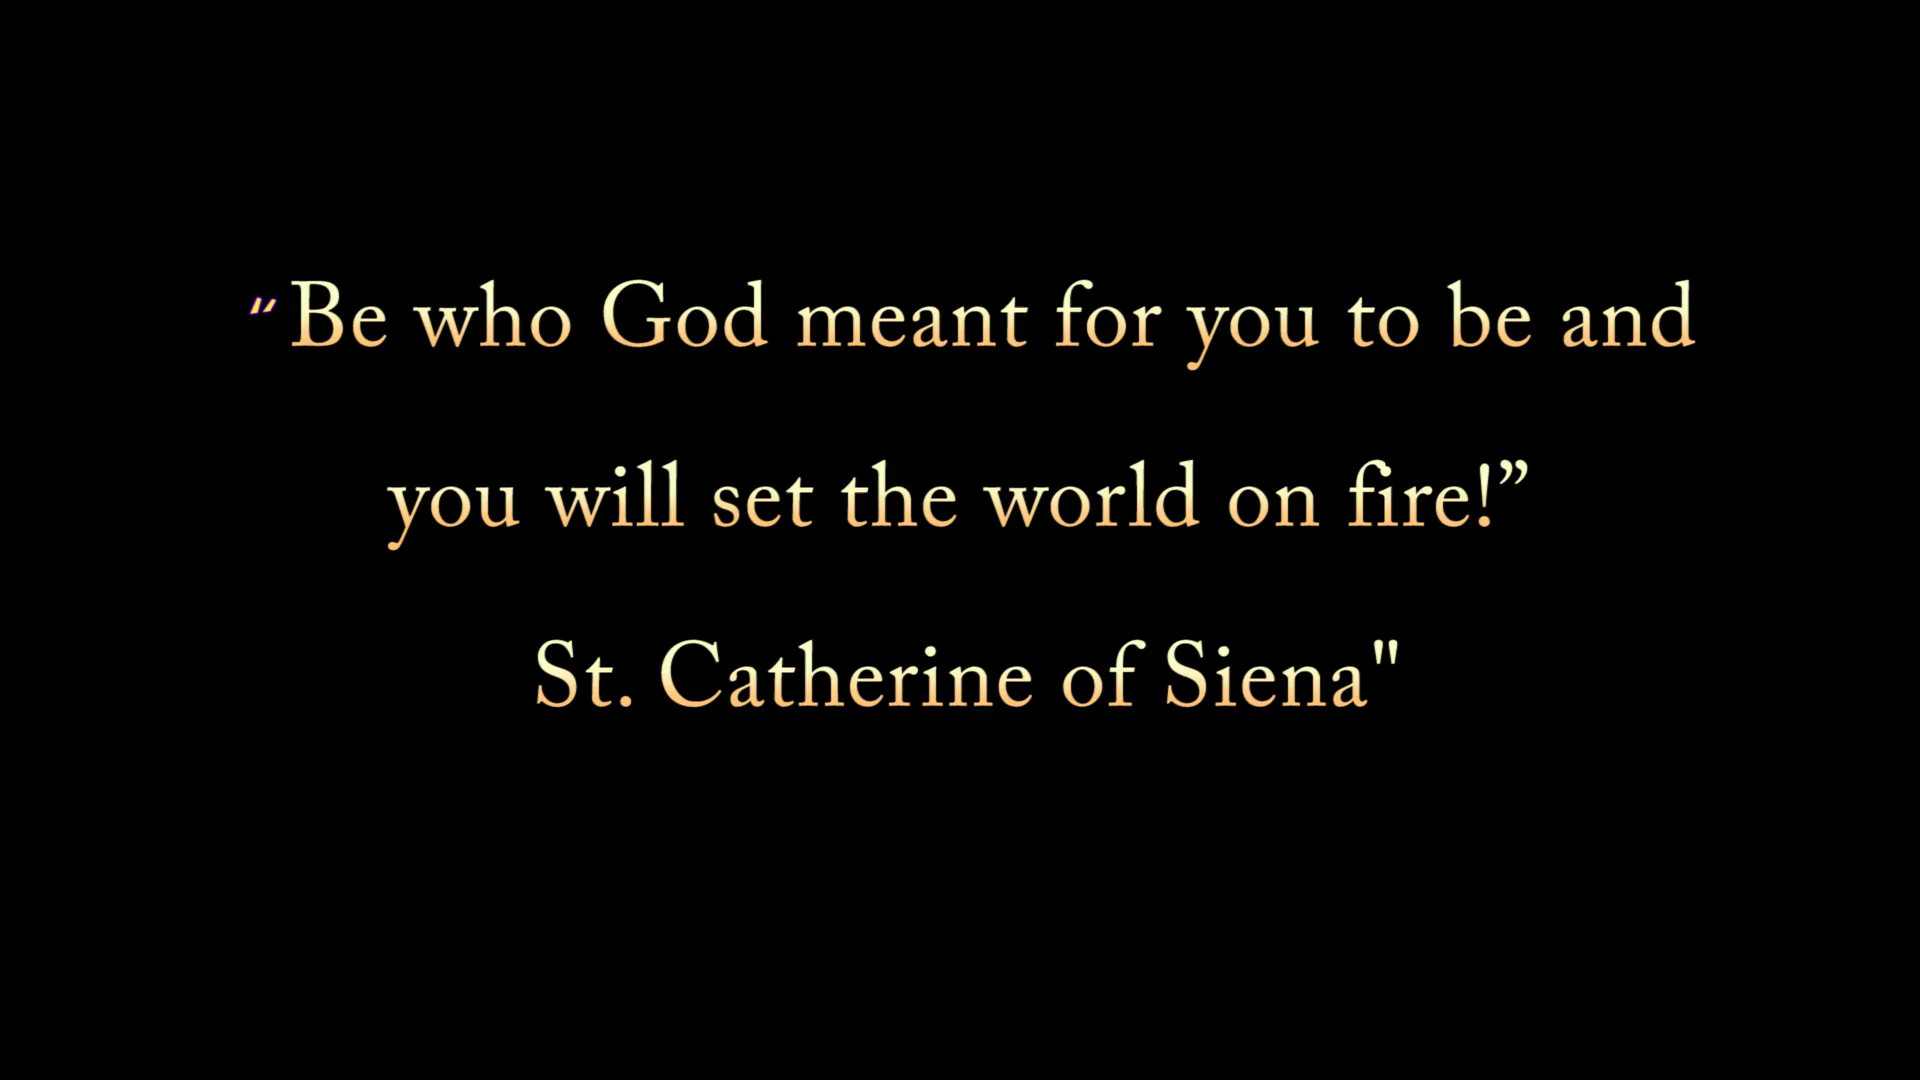 “Be who God meant for you to be and
you will set the world on fire!”
St. Catherine of Siena"